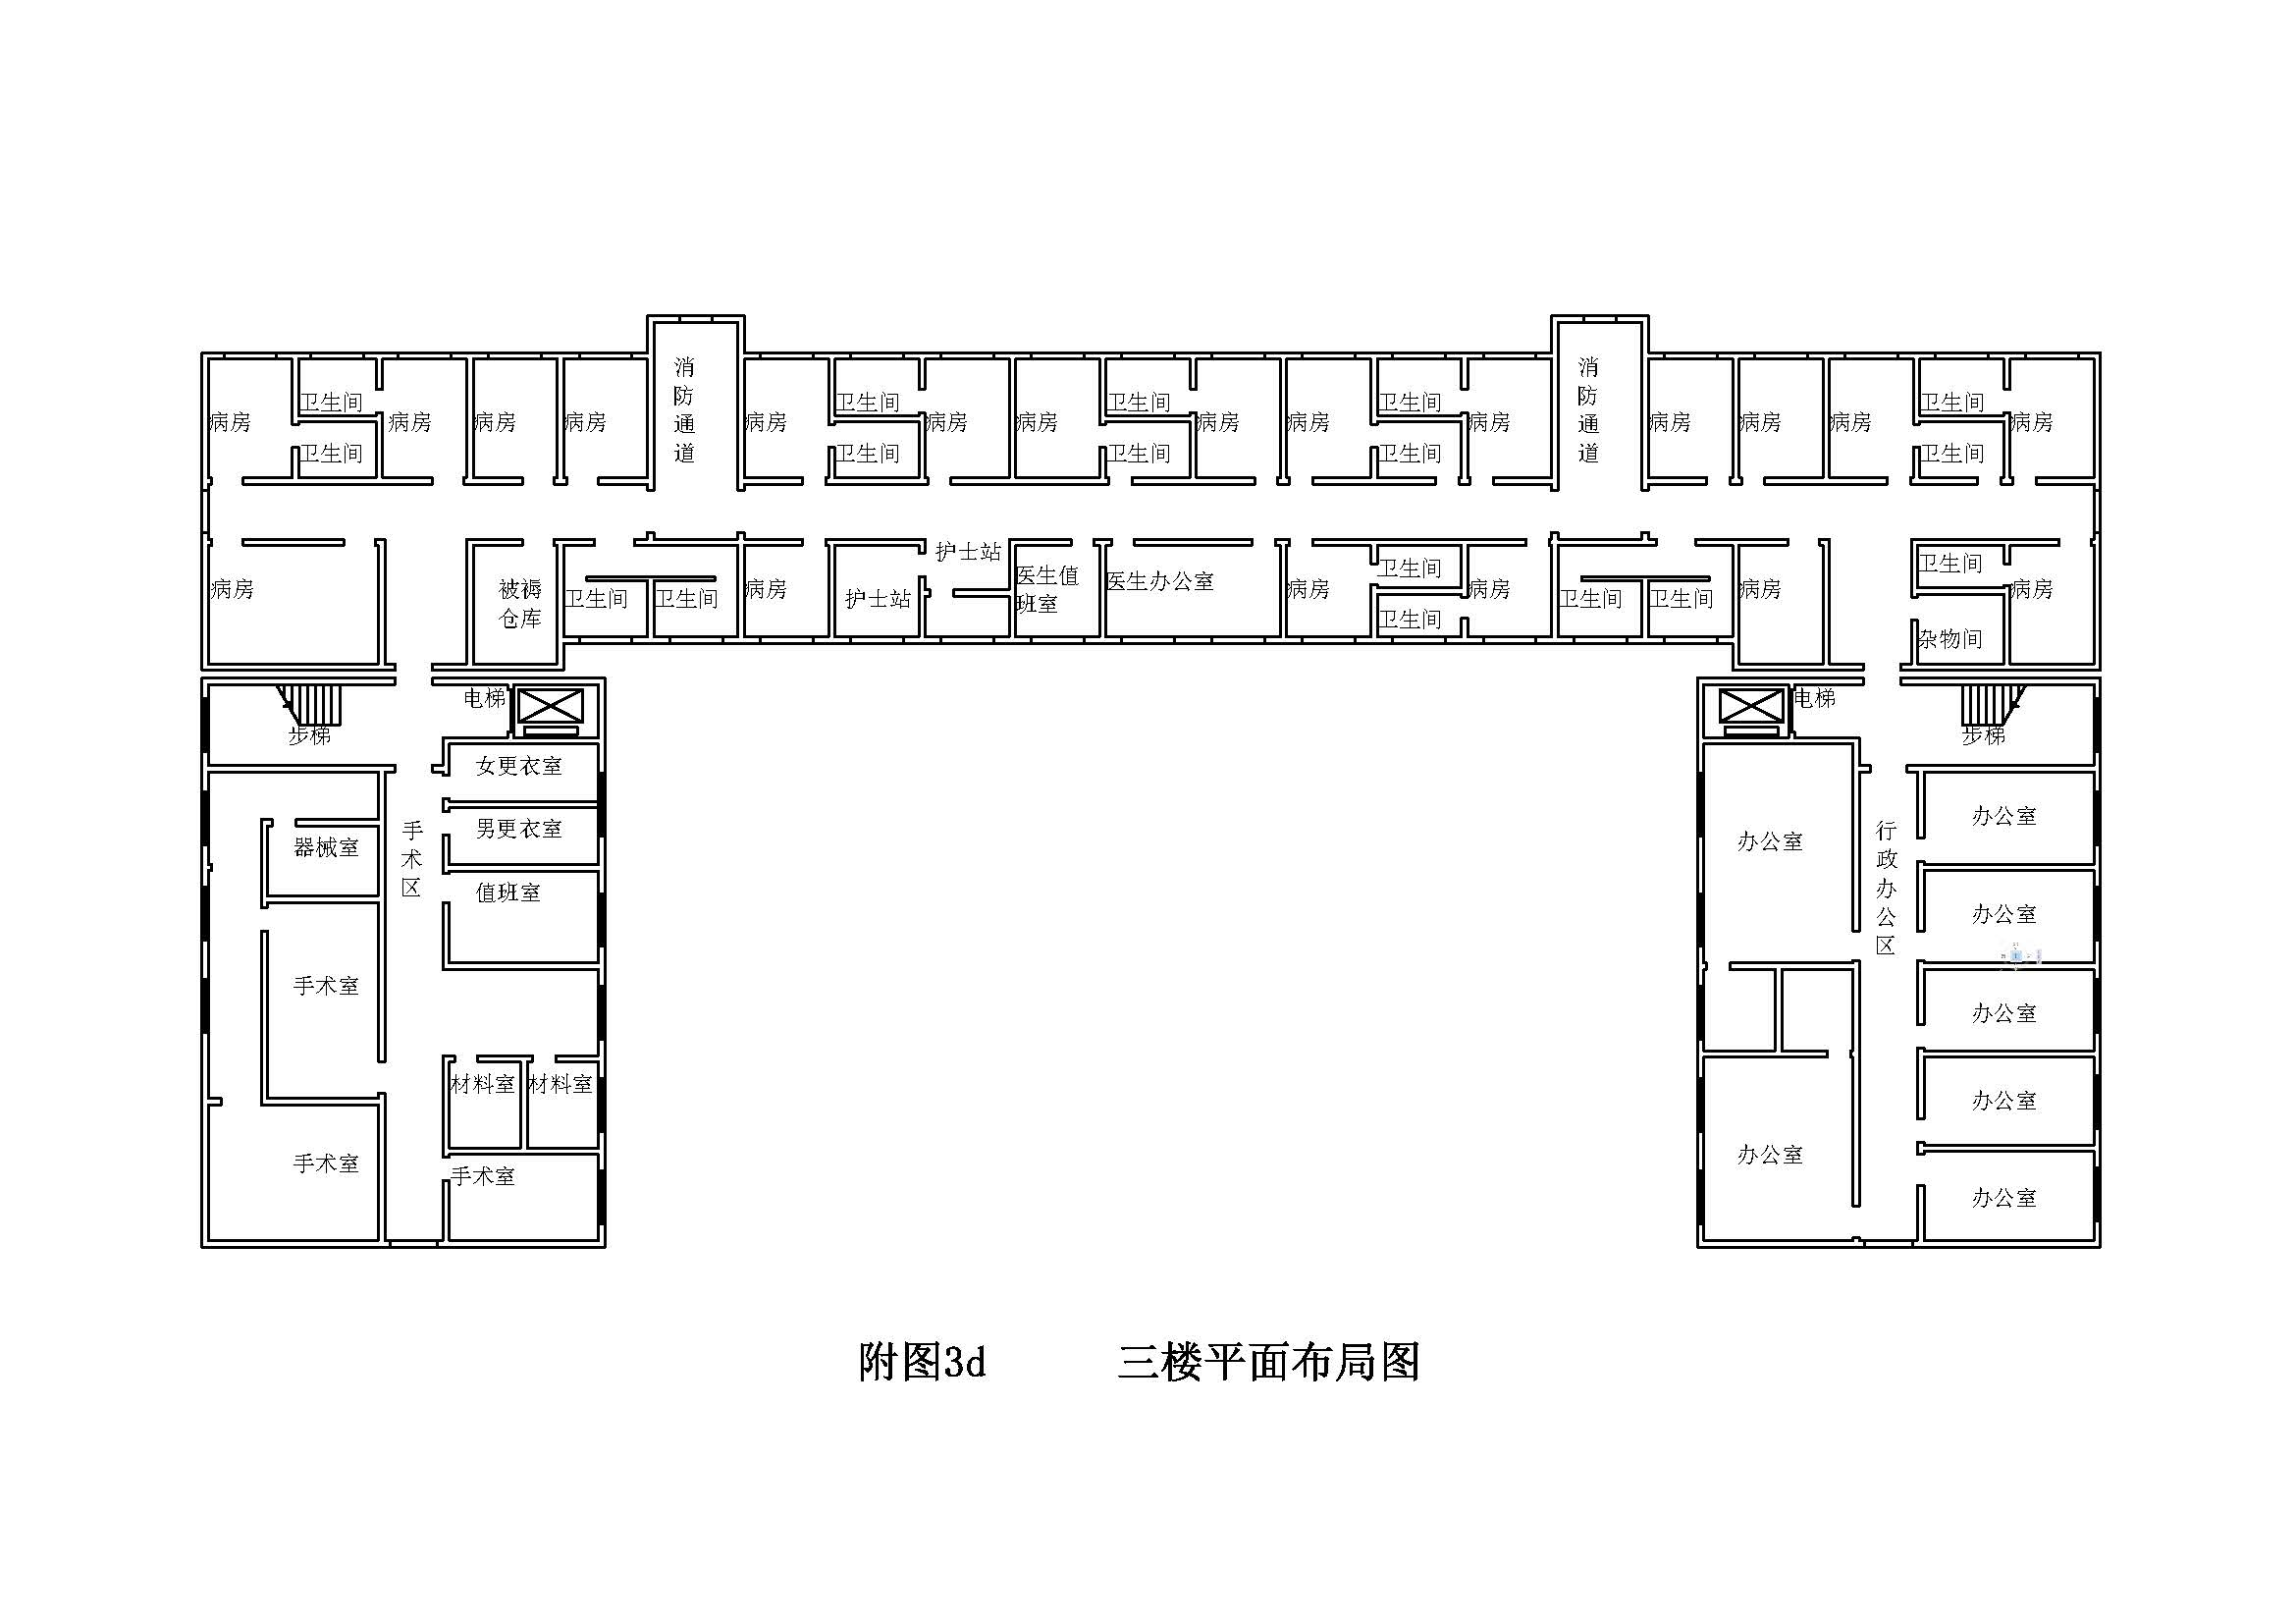 消防通道
消防通道
卫生间
卫生间
卫生间
卫生间
卫生间
病房
病房
病房
病房
病房
病房
病房
病房
病房
病房
病房
病房
病房
病房
卫生间
卫生间
卫生间
卫生间
卫生间
护士站
卫生间
卫生间
病房
被褥
仓库
卫生间
卫生间
病房
护士站
医生值
班室
医生办公室
病房
卫生间
病房
卫生间
卫生间
病房
杂物间
病房
电梯
步梯
电梯
步梯
女更衣室
男更衣室
器械室
手术区
值班室
手术室
材料室
材料室
手术室
手术室
办公室
行政办公区
办公室
办公室
办公室
办公室
办公室
办公室
附图3d 三楼平面布局图